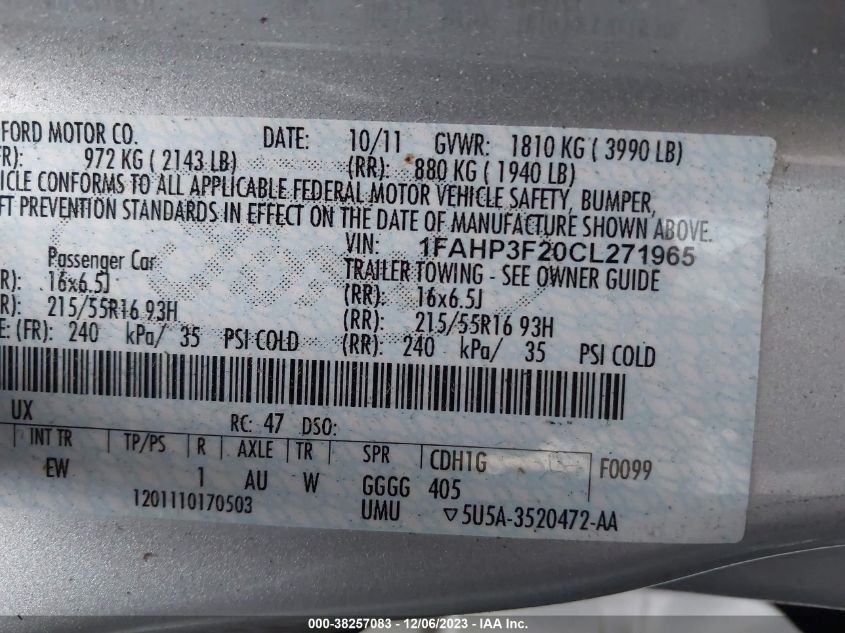 FORD MOTOR CO. DATE: 10/11 GVWR: 1810 KG ( 3990 LB)
FR): 972 KG ( 2143 LB) (RR): 880 KG ( 1940 LB)
ICLE CONFORMS TO ALL APPLICABLE FEDERAL MOTOR VEHICLE SAFETY, BUMPER,
FT PREVENTION STANDARDS IN EFFECT ON THE DATE OF MANUFACTURE SHOWN ABOVE.
VIN: 1FAHP3F20CL271965
Passenger Car TRAILER TOWING - SEE OWNER GUIDE
R): 16x6.5J (RR): 16x6.5J
R): 215/55R16 93H (RR): 215/55R16 93H
E: (FR): 240 kPa/ 35 PSI COLD (RR): 240 kPa/ 35 PSI COLD
UX RC: 47 DSO:
INT TR TP/PS R AXLE TR SPR CDH1G F0099
EW 1 AU W GGGG 405
1201110170503 UMU ▽5U5A-3520472-AA
000-38257083 - 12/06/2023 - IAA Inc.